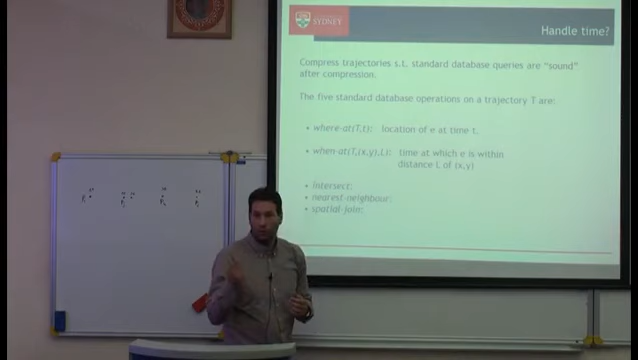 SYDNEY
Handle time?
Compress trajectories s.t. standard database queries are "sound"
after compression.
The five standard database operations on a trajectory T are:
• where-at(T,t): location of e at time t.
• when-at(T,(x,y),L): time at which e is within
distance L of (x,y)
• intersect:
• nearest-neighbour:
• spatial-join: